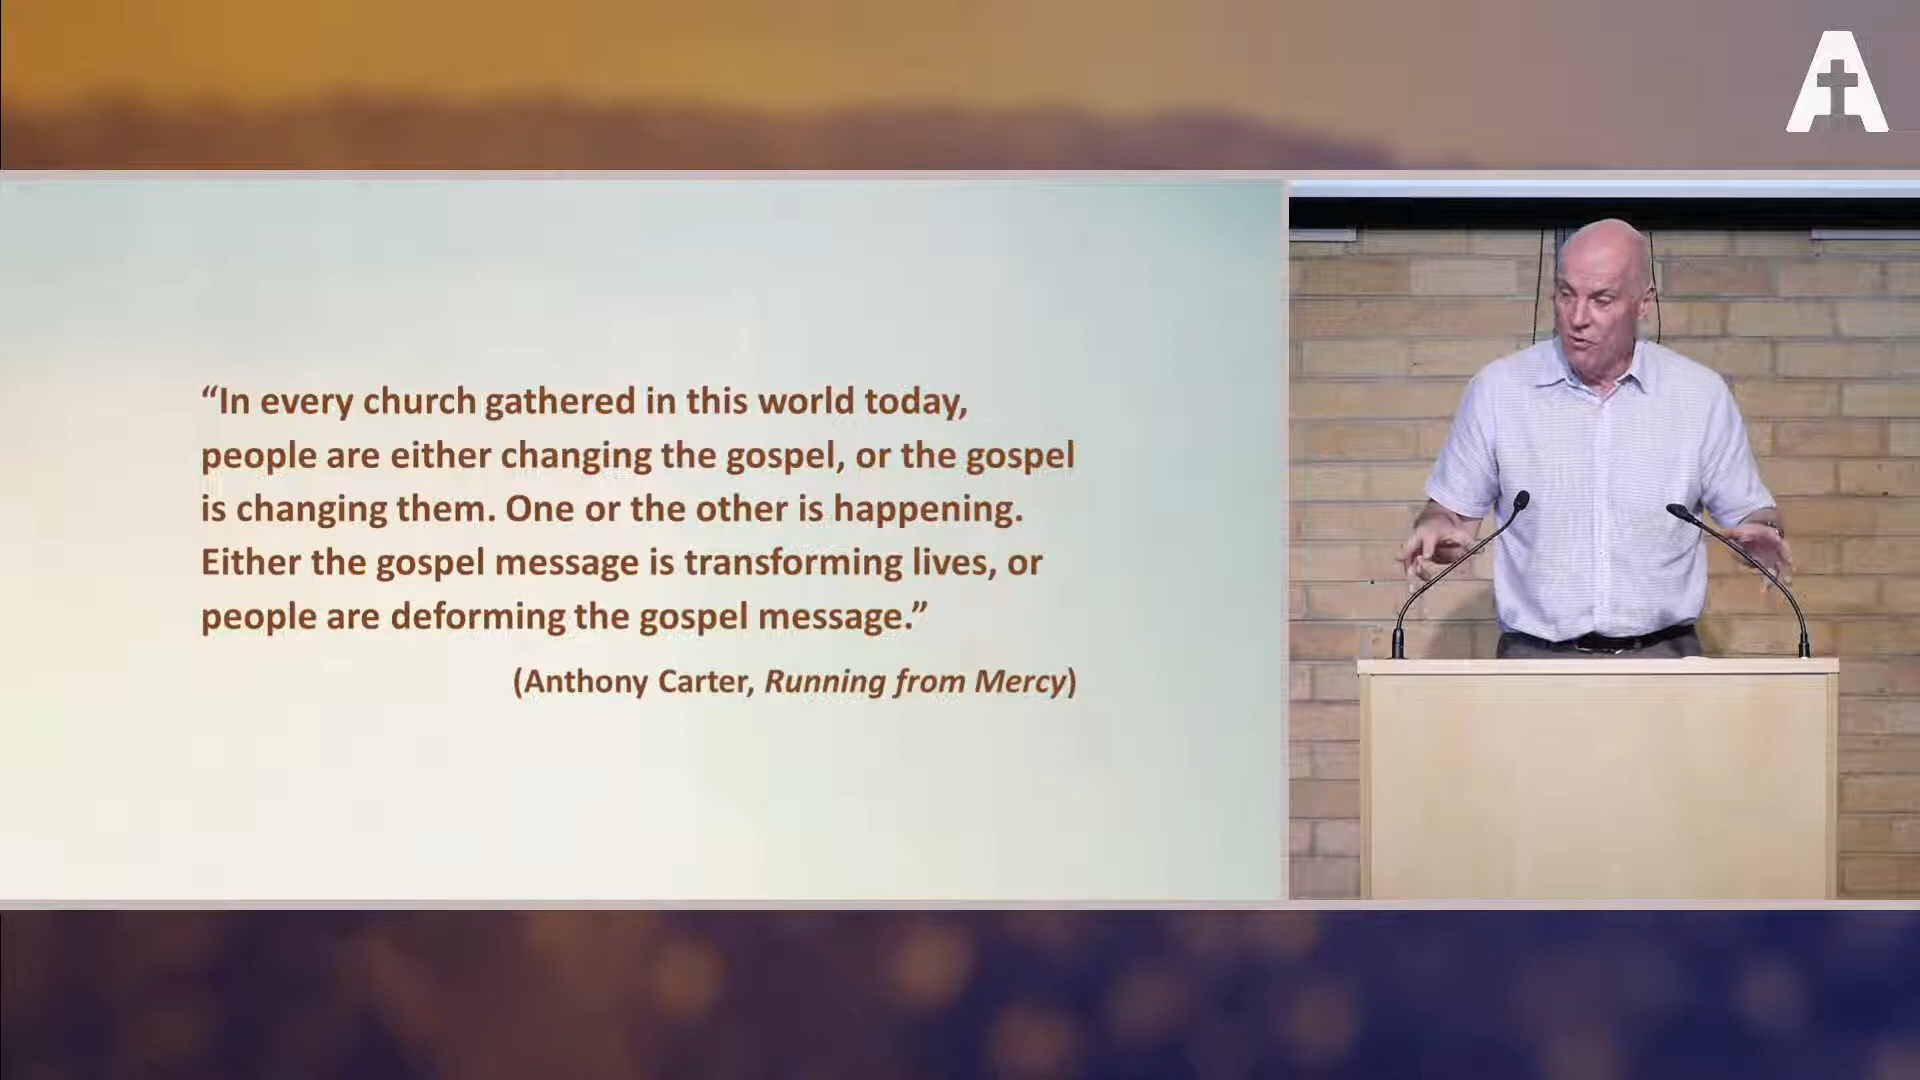 A
“In every church gathered in this world today,
people are either changing the gospel, or the gospel
is changing them. One or the other is happening.
Either the gospel message is transforming lives, or
people are deforming the gospel message.”
(Anthony Carter, Running from Mercy)